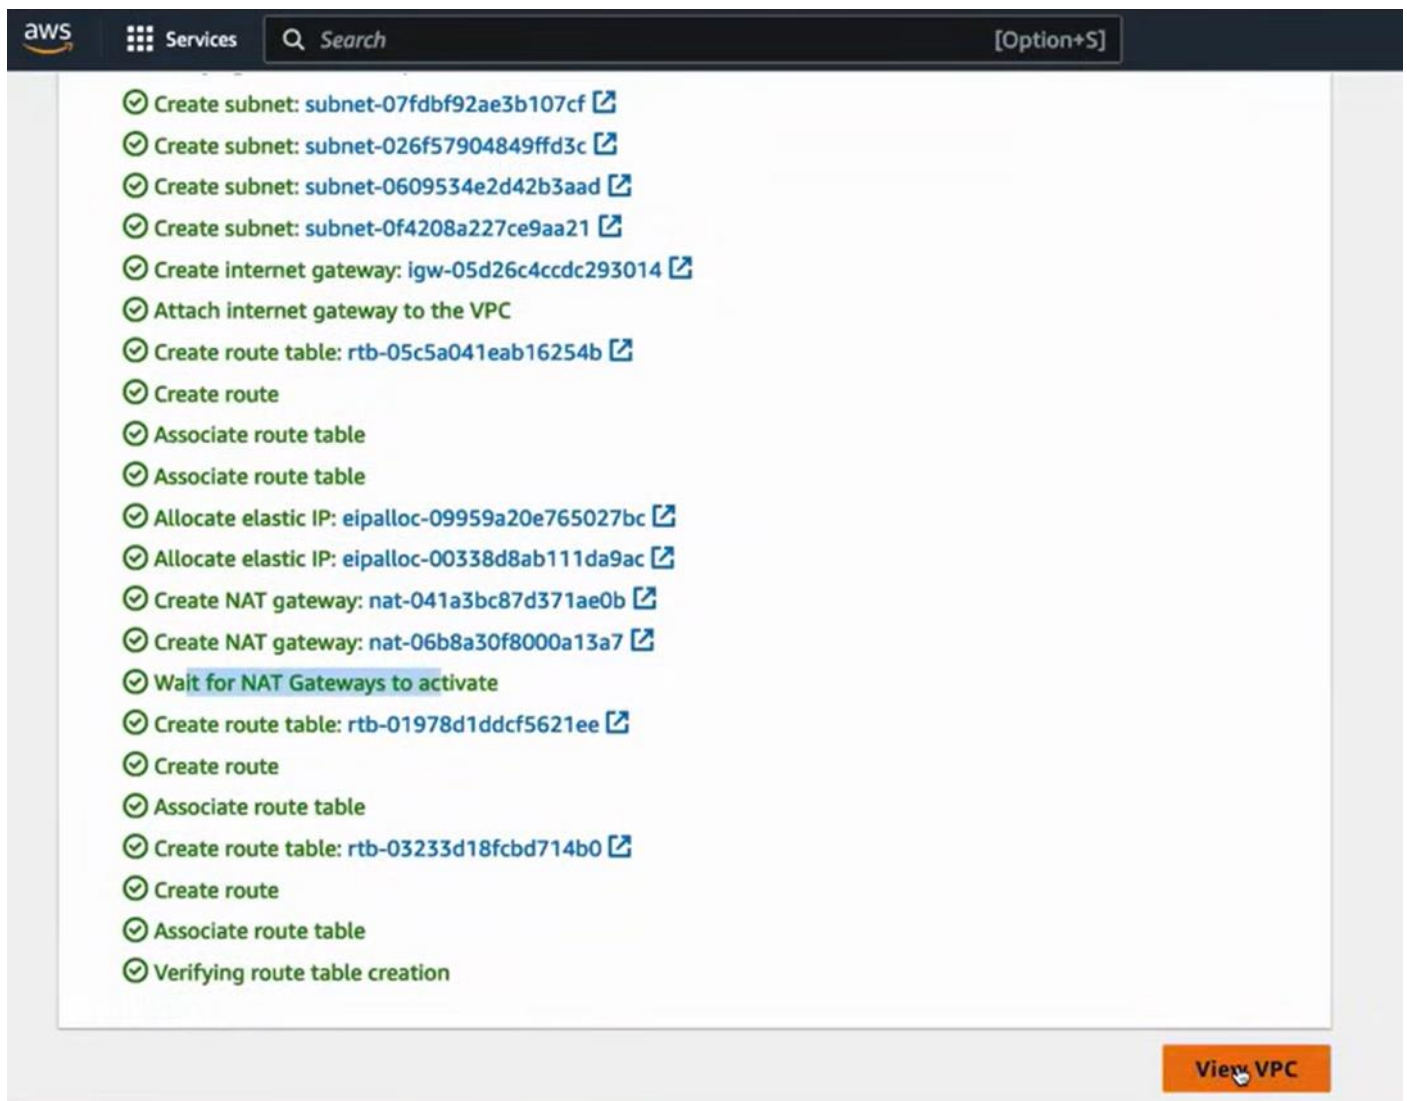 aws
Services
Search
[Option+S]
Create subnet: subnet-07fdbf92ae3b107cf
Create subnet: subnet-026f57904849ffd3c
Create subnet: subnet-0609534e2d42b3aad
Create subnet: subnet-0f4208a227ce9aa21
Create internet gateway: igw-05d26c4ccdc293014
Attach internet gateway to the VPC
Create route table: rtb-05c5a041eab16254b
Create route
Associate route table
Associate route table
Allocate elastic IP: eipalloc-09959a20e765027bc
Allocate elastic IP: eipalloc-00338d8ab111da9ac
Create NAT gateway: nat-041a3bc87d371ae0b
Create NAT gateway: nat-06b8a30f8000a13a7
Wait for NAT Gateways to activate
Create route table: rtb-01978d1ddcf5621ee
Create route
Associate route table
Create route table: rtb-03233d18fcbd714b0
Create route
Associate route table
Verifying route table creation
View VPC